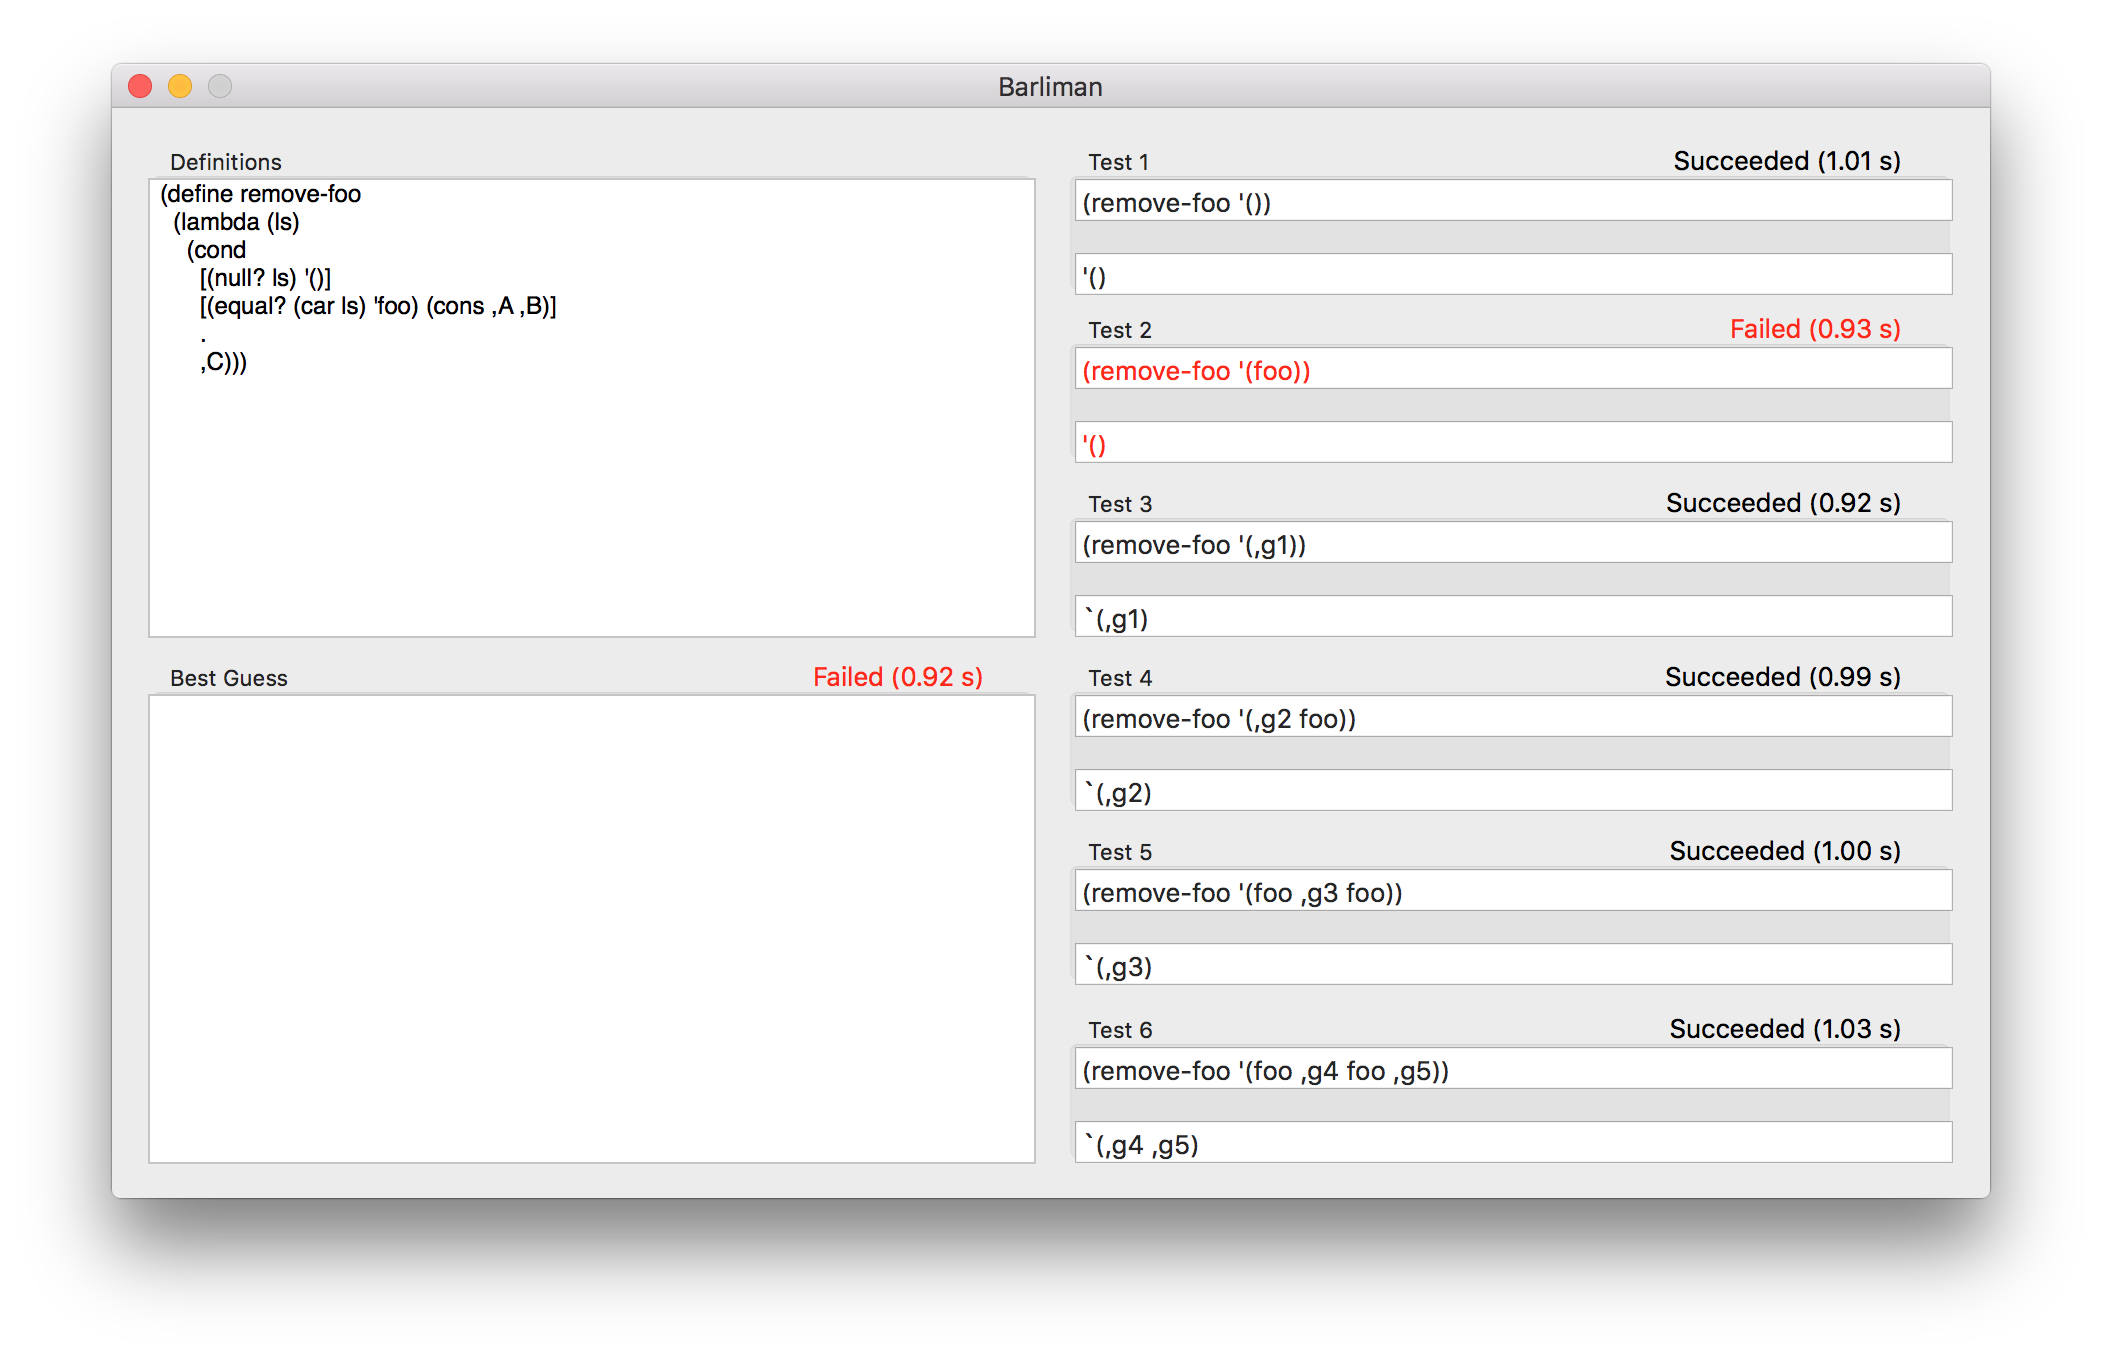 Barliman
Definitions
(define remove-foo
(lambda (ls)
(cond
[(null? ls) '()]
[(equal? (car ls) 'foo) (cons ,A ,B)]
.
,C)))
Best Guess Failed (0.92 s)
Test 1 Succeeded (1.01 s)
(remove-foo '())
'()
Test 2 Failed (0.93 s)
(remove-foo '(foo))
'()
Test 3 Succeeded (0.92 s)
(remove-foo '(,g1))
`(,g1)
Test 4 Succeeded (0.99 s)
(remove-foo '(,g2 foo))
`(,g2)
Test 5 Succeeded (1.00 s)
(remove-foo '(foo ,g3 foo))
`(,g3)
Test 6 Succeeded (1.03 s)
(remove-foo '(foo ,g4 foo ,g5))
`(,g4 ,g5)